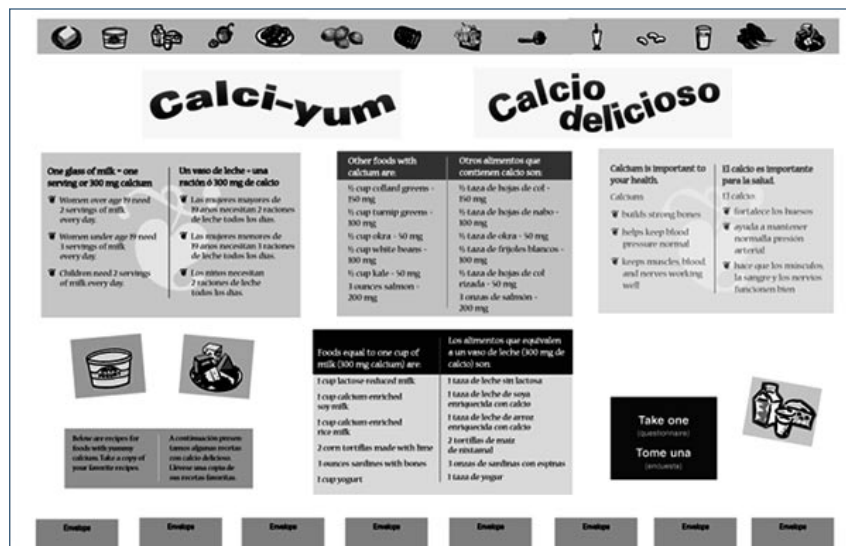 Calci-yum
Calcio
delicioso
One glass of milk = one
serving or 300 mg calcium
Women over age 19 need
2 servings of milk
every day.
Women under age 19 need
3 servings of milk
every day.
Children need 2 servings
of milk every day.
Un vaso de leche = una
ración ó 300 mg de calcio
Las mujeres mayores de
19 anos necesitan 2 raciones
de leche todos los dias.
Las mujeres menores de
19 anos necesitan 3 raciones
de leche todos los dias.
Los ninos necesitan
2 raciones de leche
todos los dias.
Other foods with
calcium are:
½ cup collard greens -
150 mg
½ cup turnip greens -
100 mg
½ cup okra - 50 mg
½ cup white beans -
100 mg
½ cup kale - 50 mg
3 ounces salmon -
200 mg
Otros alimentos que
contienen calcio son:
½ taza de hojas de col -
150 mg
½ taza de hojas de nabo -
100 mg
½ taza de okra - 50 mg
½ taza de frijoles blancos -
100 mg
½ taza de hojas de col
rizada - 50 mg
3 onzas de salmón -
200 mg
Calcium is important to
your health.
Calcium:
builds strong bones
helps keep blood
pressure normal
keeps muscles, blood,
and nerves working
well
El calcio es importante
para la salud.
El calcio:
fortalece los huesos
ayuda a mantener
normal la presión
arterial
hace que los músculos,
la sangre y los nervios
funcionen bien
Foods equal to one cup of
milk (300 mg calcium) are:
1 cup lactose reduced milk
1 cup calcium-enriched
soy milk
1 cup calcium-enriched
rice milk
2 corn tortillas made with lime
3 ounces sardines with bones
1 cup yogurt
Los alimentos que equivalen
a un vaso de leche (300 mg de
calcio) son:
1 taza de leche sin lactosa
1 taza de leche de soya
enriquecida con calcio
1 taza de leche de arroz
enriquecida con calcio
2 tortillas de maiz
de nixtamal
3 onzas de sardinas con espinas
1 taza de yogur
Below are recipes for
foods with yummy
calcium. Take a copy of
your favorite recipes.
A continuación presen
tamos algunas recetas
con calcio delicioso.
Llévese una copia de
sus recetas favoritas.
Take one
(questionnaire)
Tome una
(encuesta)
Envelope
Envelope
Envelope
Envelope
Envelope
Envelope
Envelope
Envelope